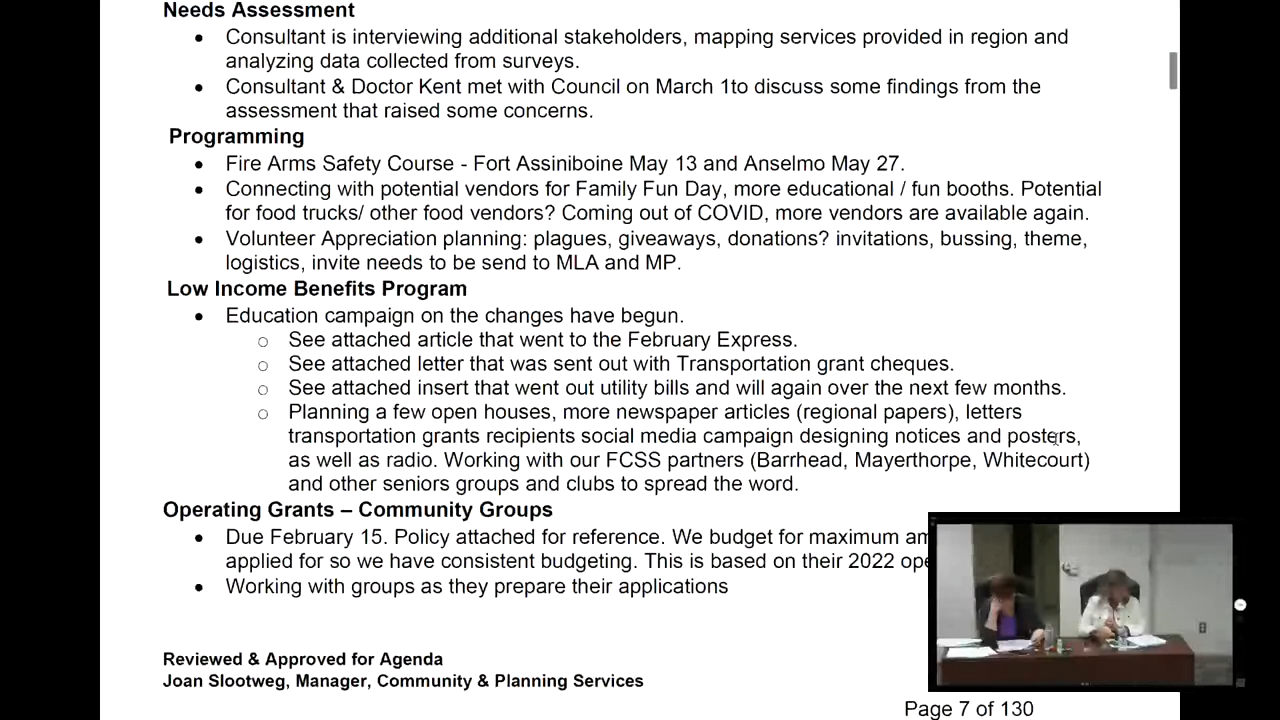 Needs Assessment
• Consultant is interviewing additional stakeholders, mapping services provided in region and
analyzing data collected from surveys.
• Consultant & Doctor Kent met with Council on March 1to discuss some findings from the
assessment that raised some concerns.
Programming
• Fire Arms Safety Course - Fort Assiniboine May 13 and Anselmo May 27.
• Connecting with potential vendors for Family Fun Day, more educational / fun booths. Potential
for food trucks/ other food vendors? Coming out of COVID, more vendors are available again.
• Volunteer Appreciation planning: plagues, giveaways, donations? invitations, bussing, theme,
logistics, invite needs to be send to MLA and MP.
Low Income Benefits Program
• Education campaign on the changes have begun.
○ See attached article that went to the February Express.
○ See attached letter that was sent out with Transportation grant cheques.
○ See attached insert that went out utility bills and will again over the next few months.
○ Planning a few open houses, more newspaper articles (regional papers), letters
transportation grants recipients social media campaign designing notices and posters,
as well as radio. Working with our FCSS partners (Barrhead, Mayerthorpe, Whitecourt)
and other seniors groups and clubs to spread the word.
Operating Grants – Community Groups
• Due February 15. Policy attached for reference. We budget for maximum
applied for so we have consistent budgeting. This is based on their 2022
• Working with groups as they prepare their applications
Reviewed & Approved for Agenda
Joan Slootweg, Manager, Community & Planning Services
Page 7 of 130